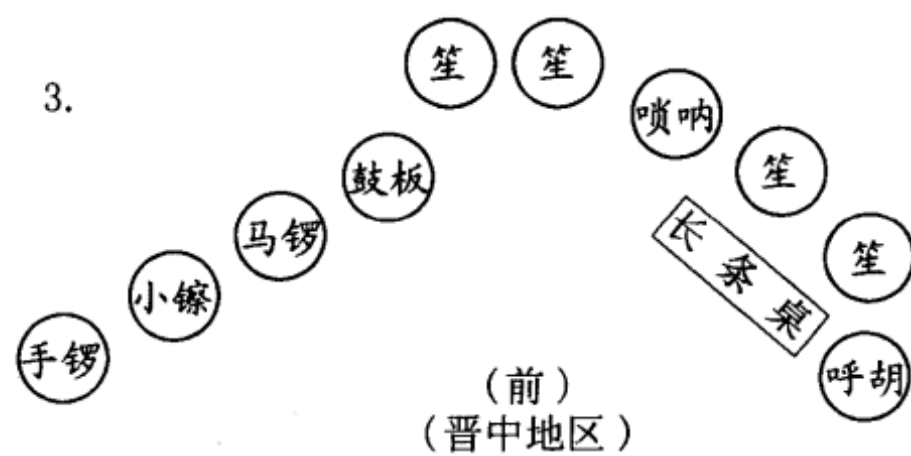 3.
笙
笙
唢呐
鼓板
笙
马锣
小镲
笙
手锣
长条桌
呼胡
(前)
(晋中地区)